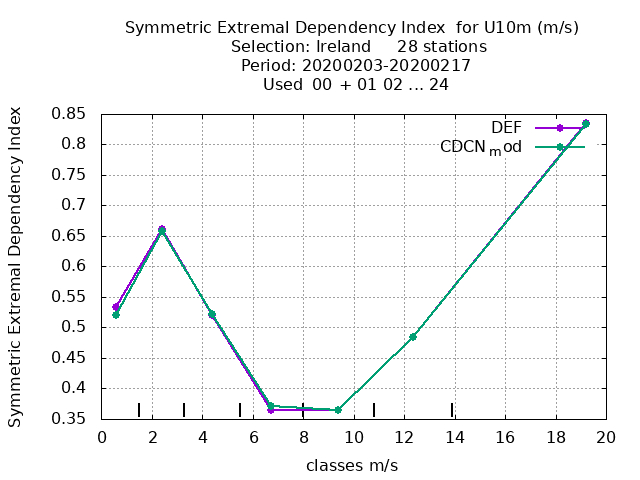 Symmetric Extremal Dependency Index  for U10m (m/s)
Selection: Ireland     28 stations
Period: 20200203-20200217
Used  00 + 01 02 ... 24
Symmetric Extremal Dependency Index
0.85
0.8
0.75
0.7
0.65
0.6
0.55
0.5
0.45
0.4
0.35
DEF
CDCNmod
0 2 4 6 8 10 12 14 16 18 20
classes m/s